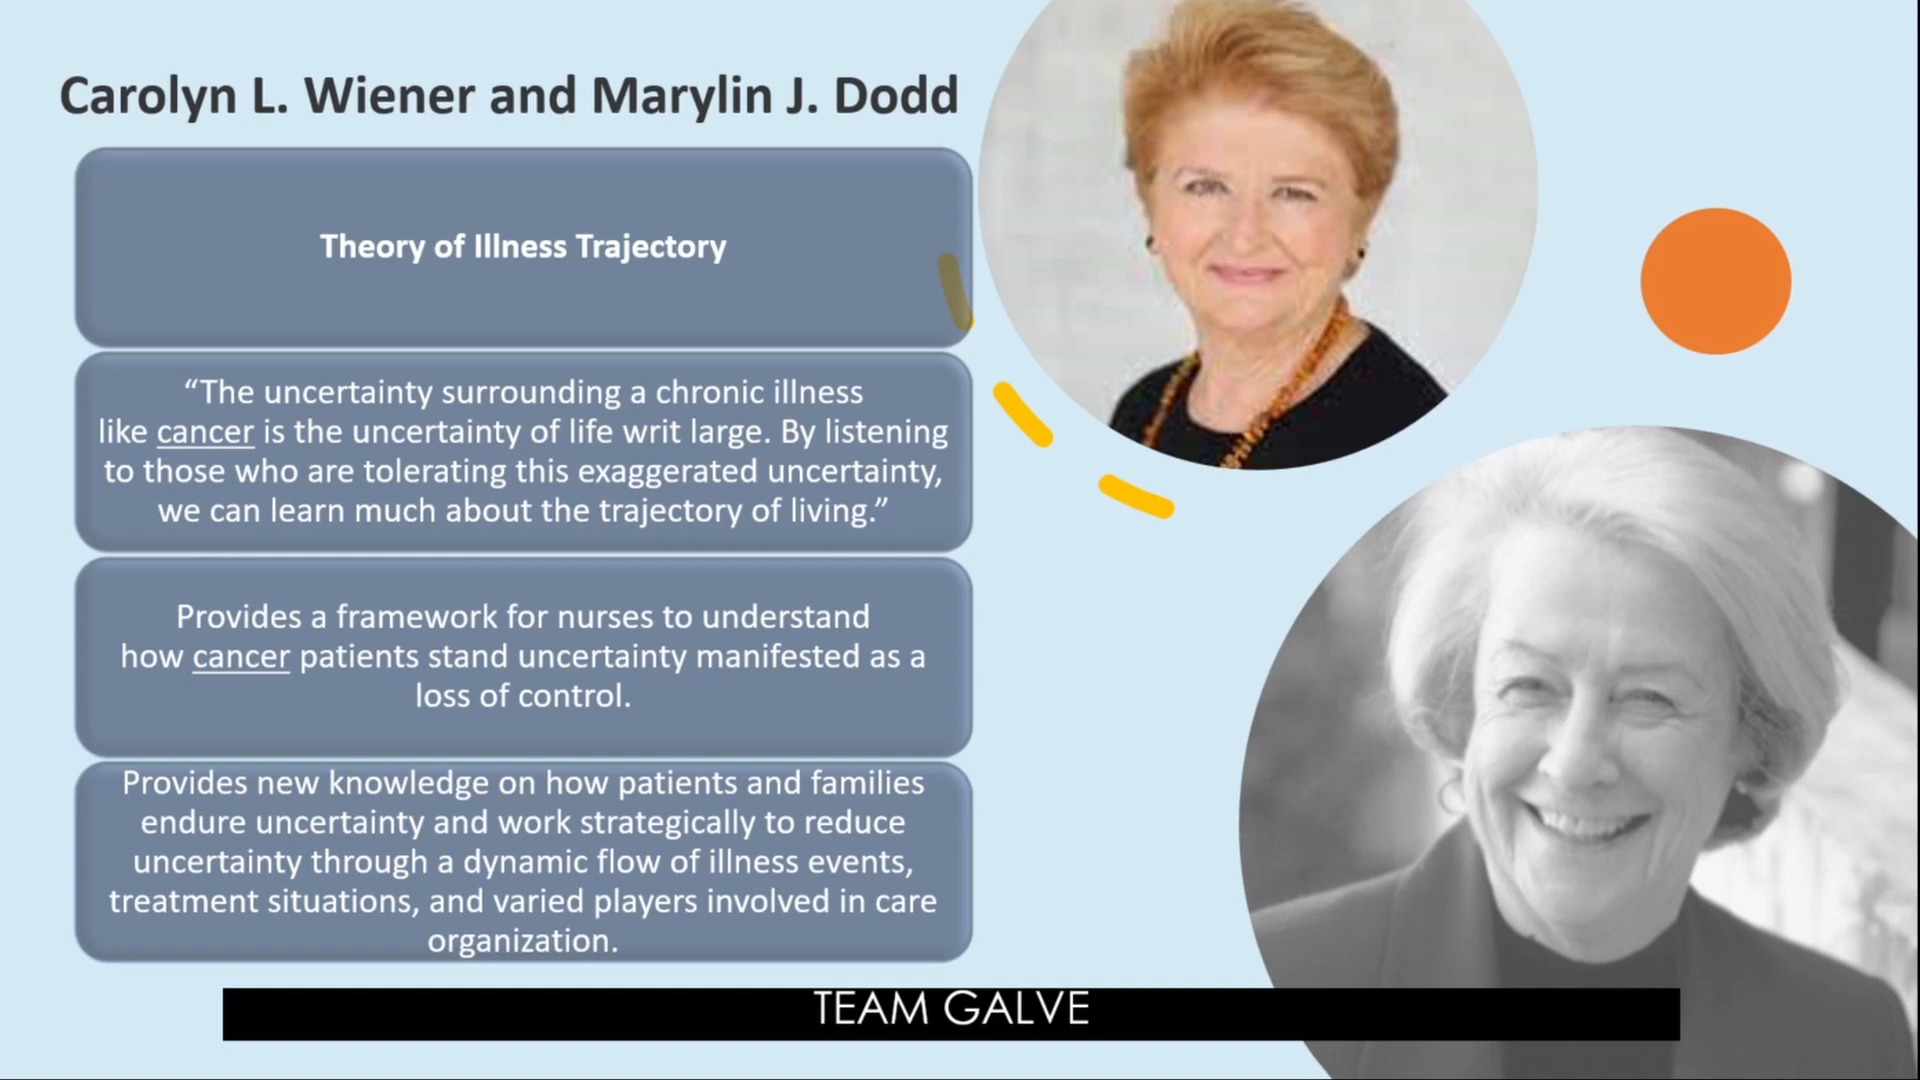 Carolyn L. Wiener and Marylin J. Dodd
Theory of Illness Trajectory
“The uncertainty surrounding a chronic illness
like cancer is the uncertainty of life writ large. By listening
to those who are tolerating this exaggerated uncertainty,
we can learn much about the trajectory of living.”
Provides a framework for nurses to understand
how cancer patients stand uncertainty manifested as a
loss of control.
Provides new knowledge on how patients and families
endure uncertainty and work strategically to reduce
uncertainty through a dynamic flow of illness events,
treatment situations, and varied players involved in care
organization.
TEAM GALVE